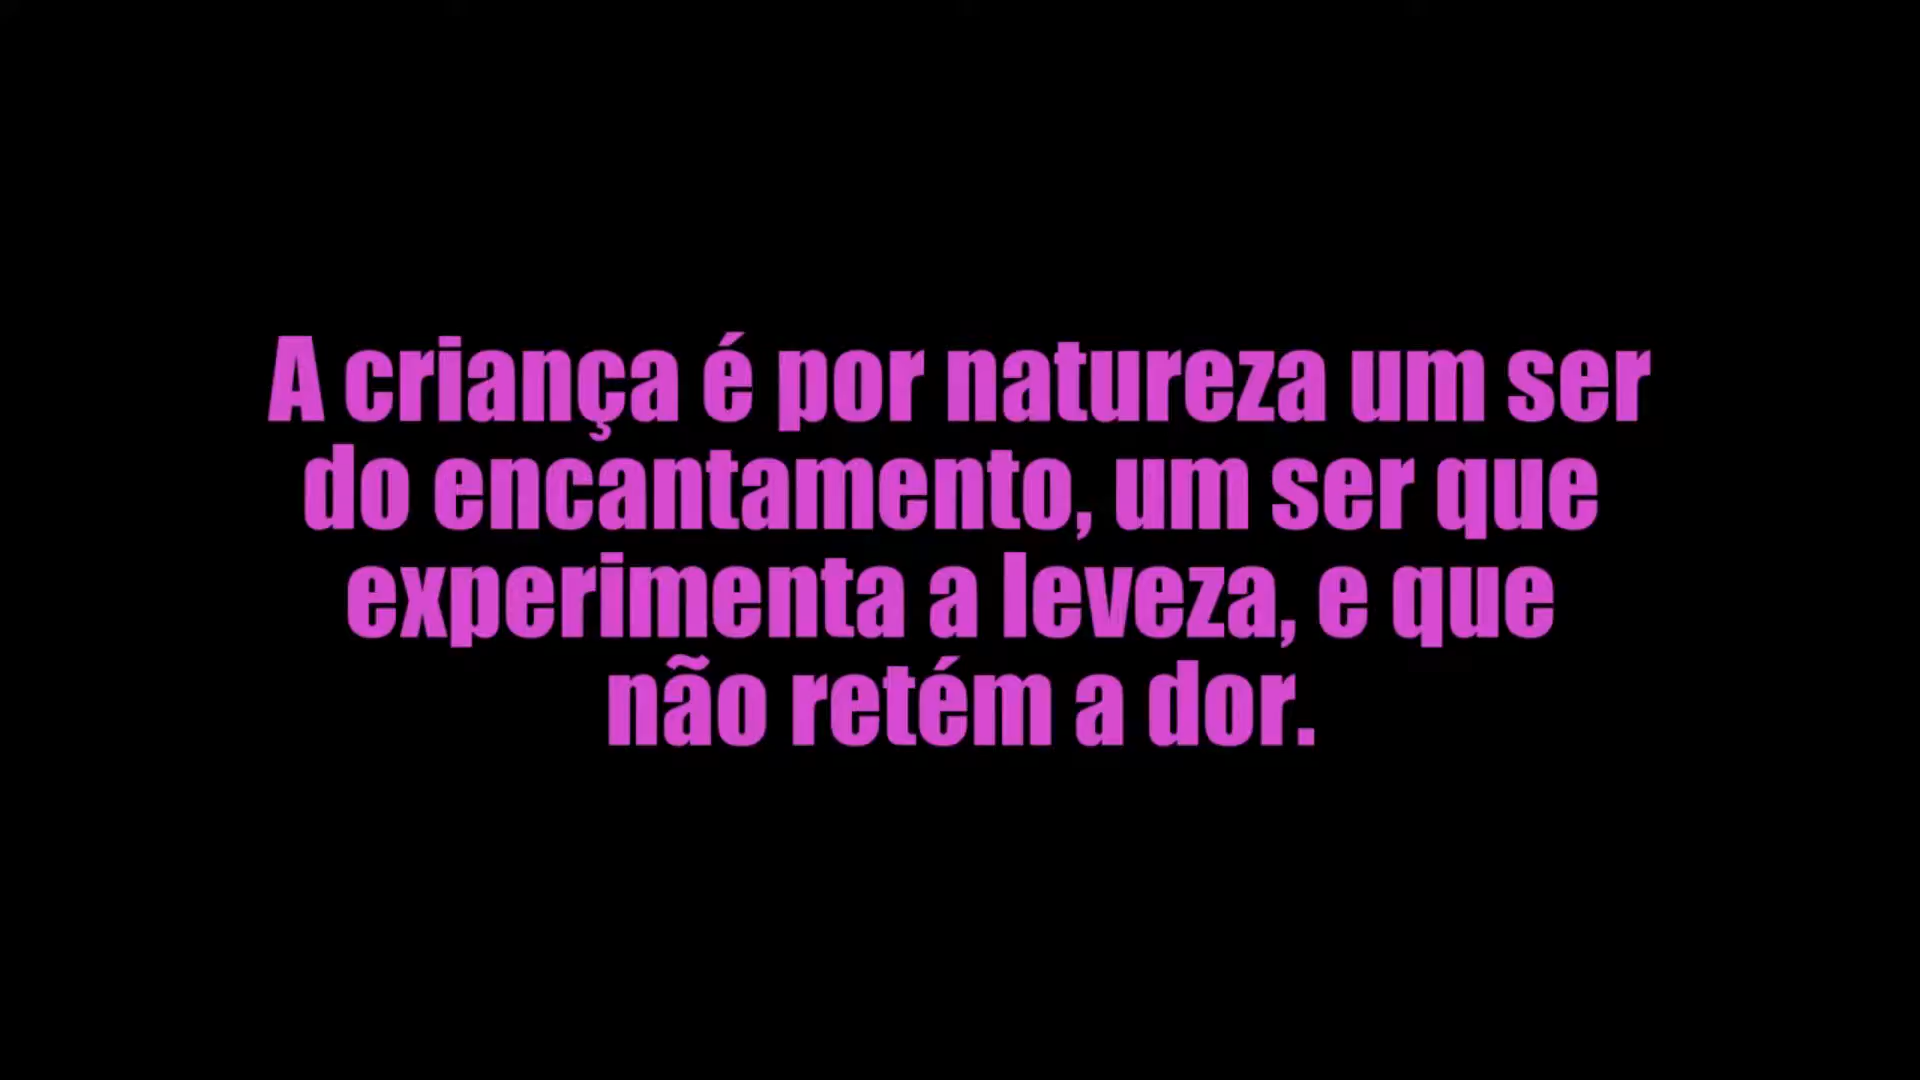 A criança é por natureza um ser
do encantamento, um ser que
experimenta a leveza, e que
não retém a dor.